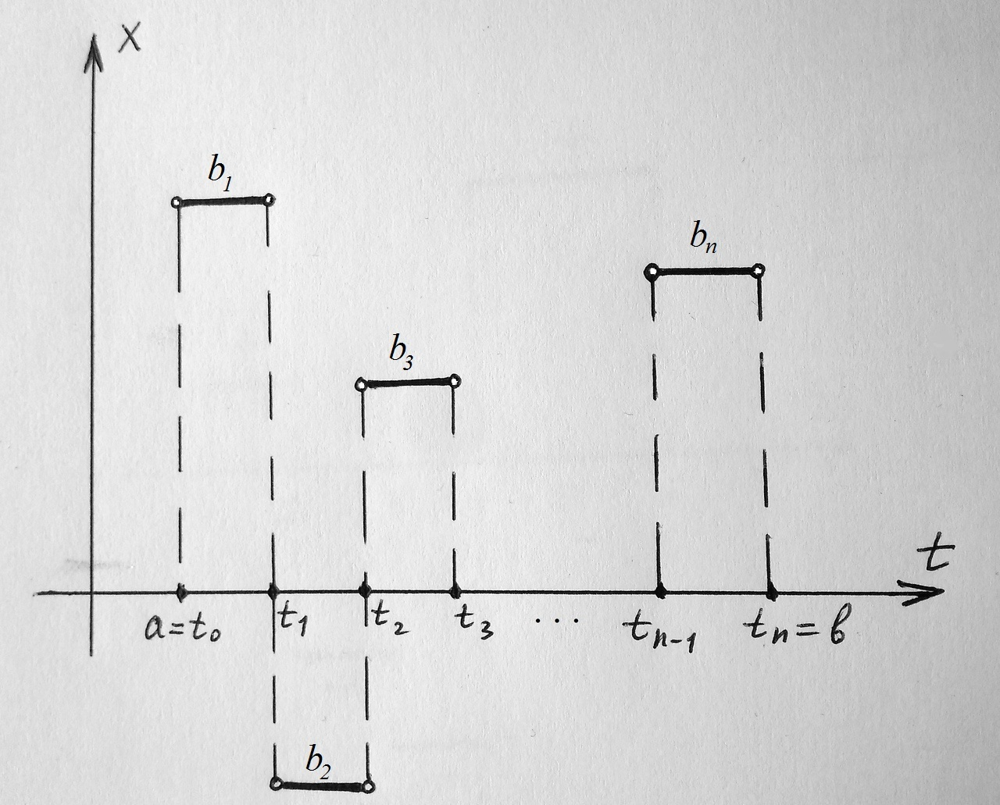 x
b₁
bₙ
b₃
t
a=t₀ t₁ t₂ t₃ ... tₙ₋₁ tₙ=b
b₂